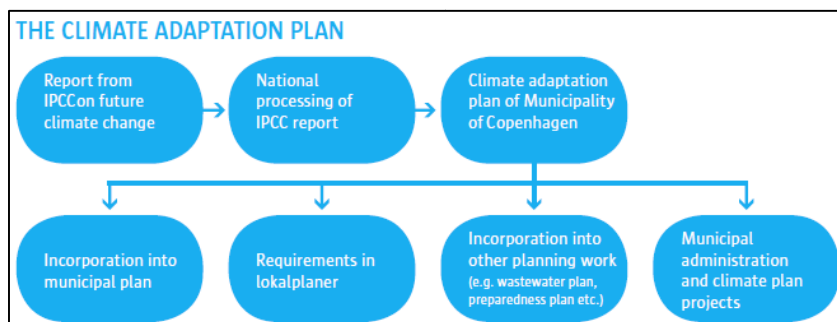 THE CLIMATE ADAPTATION PLAN
Report from
IPCCon future
climate change
National
processing of
IPCC report
Climate adaptation
plan of Municipality
of Copenhagen
Incorporation into
municipal plan
Requirements in
lokalplaner
Incorporation into
other planning work
(e.g. wastewater plan,
preparedness plan etc.)
Municipal
administration
and climate plan
projects